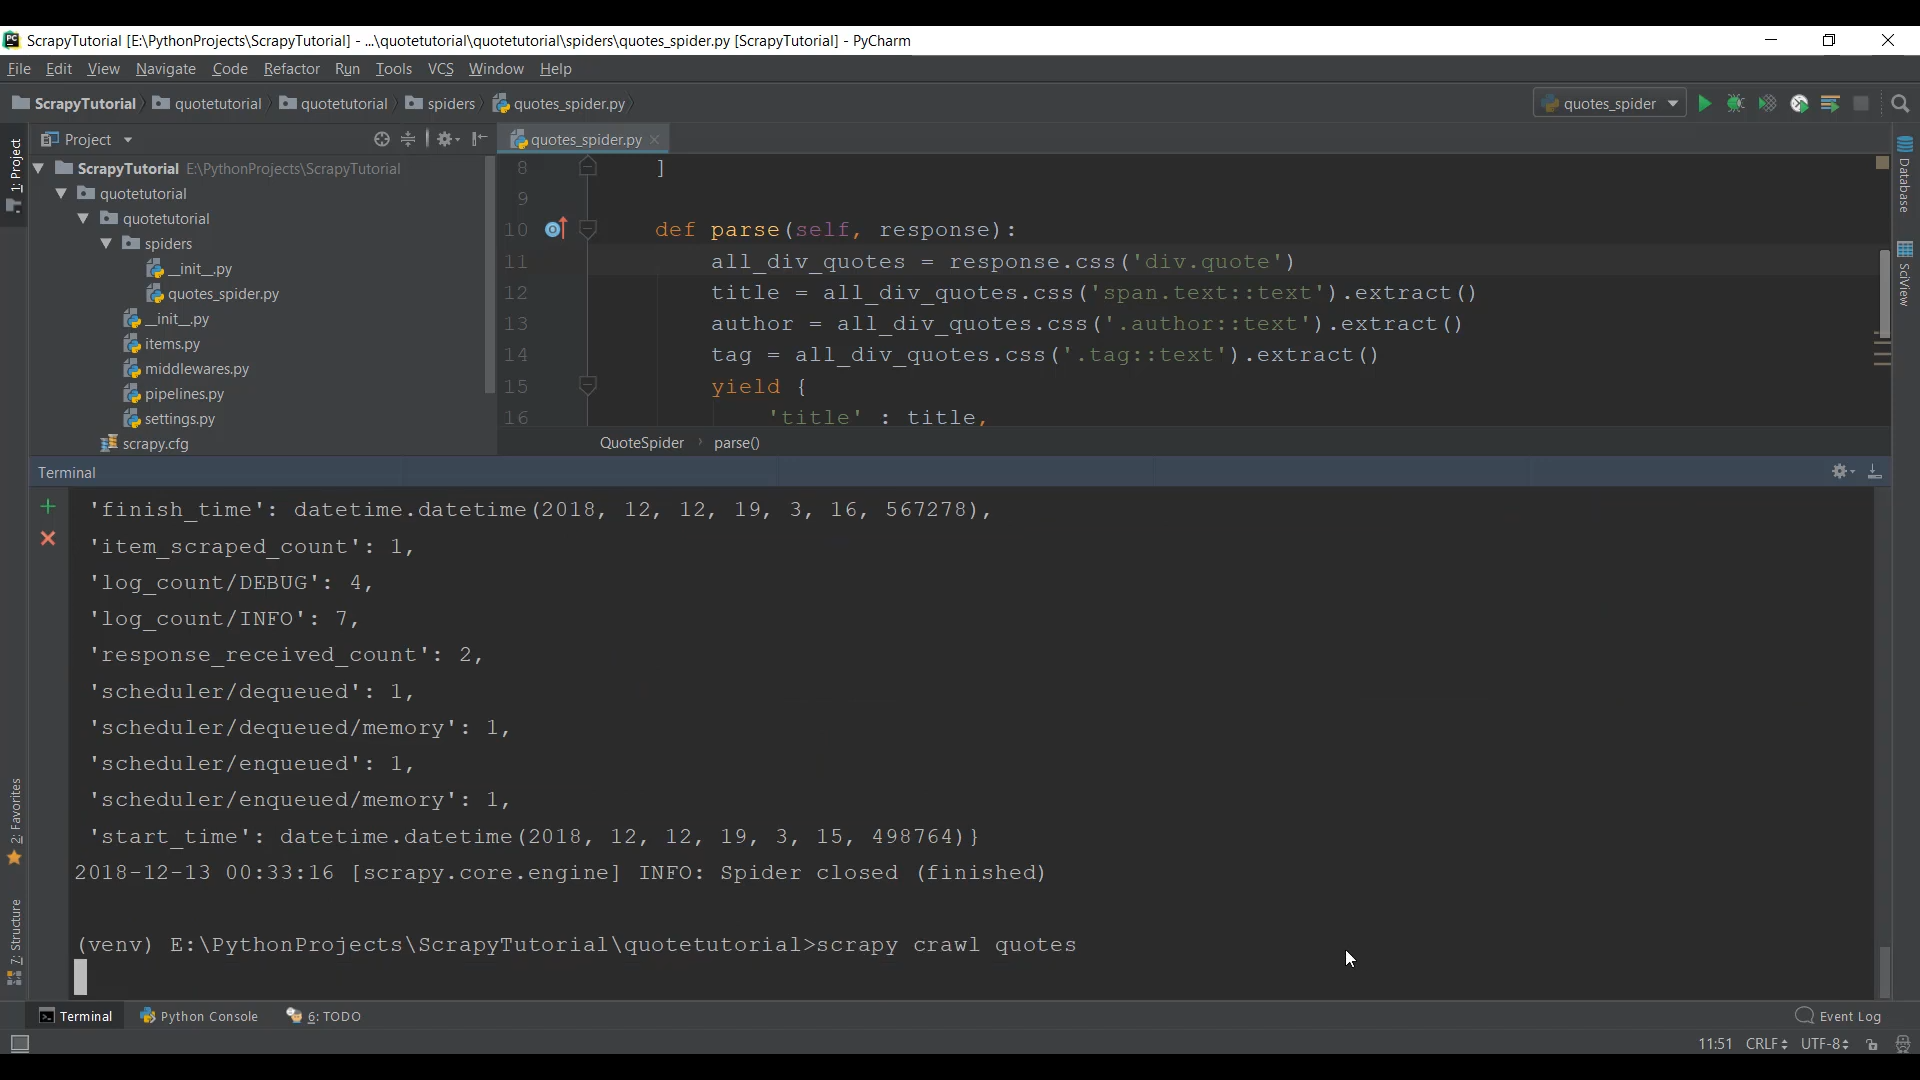 ScrapyTutorial [E:\PythonProjects\ScrapyTutorial] - ...\quotetutorial\quotetutorial\spiders\quotes_spider.py [ScrapyTutorial] - PyCharm
File Edit View Navigate Code Refactor Run Tools VCS Window Help
ScrapyTutorial quotetutorial quotetutorial spiders quotes_spider.py quotes_spider
Project quotes_spider.py
1: Project
ScrapyTutorial E:\PythonProjects\ScrapyTutorial
quotetutorial
quotetutorial
spiders
__init__.py
quotes_spider.py
__init__.py
items.py
middlewares.py
pipelines.py
settings.py
scrapy.cfg
8 ]
9
10 def parse(self, response):
11 all_div_quotes = response.css('div.quote')
12 title = all_div_quotes.css('span.text::text').extract()
13 author = all_div_quotes.css('.author::text').extract()
14 tag = all_div_quotes.css('.tag::text').extract()
15 yield {
16 'title' : title,
QuoteSpider › parse()
Database
SciView
Terminal
'finish_time': datetime.datetime(2018, 12, 12, 19, 3, 16, 567278),
'item_scraped_count': 1,
'log_count/DEBUG': 4,
'log_count/INFO': 7,
'response_received_count': 2,
'scheduler/dequeued': 1,
'scheduler/dequeued/memory': 1,
'scheduler/enqueued': 1,
'scheduler/enqueued/memory': 1,
'start_time': datetime.datetime(2018, 12, 12, 19, 3, 15, 498764)}
2018-12-13 00:33:16 [scrapy.core.engine] INFO: Spider closed (finished)
(venv) E:\PythonProjects\ScrapyTutorial\quotetutorial>scrapy crawl quotes
2: Favorites
7: Structure
Terminal Python Console 6: TODO Event Log
11:51 CRLF UTF-8